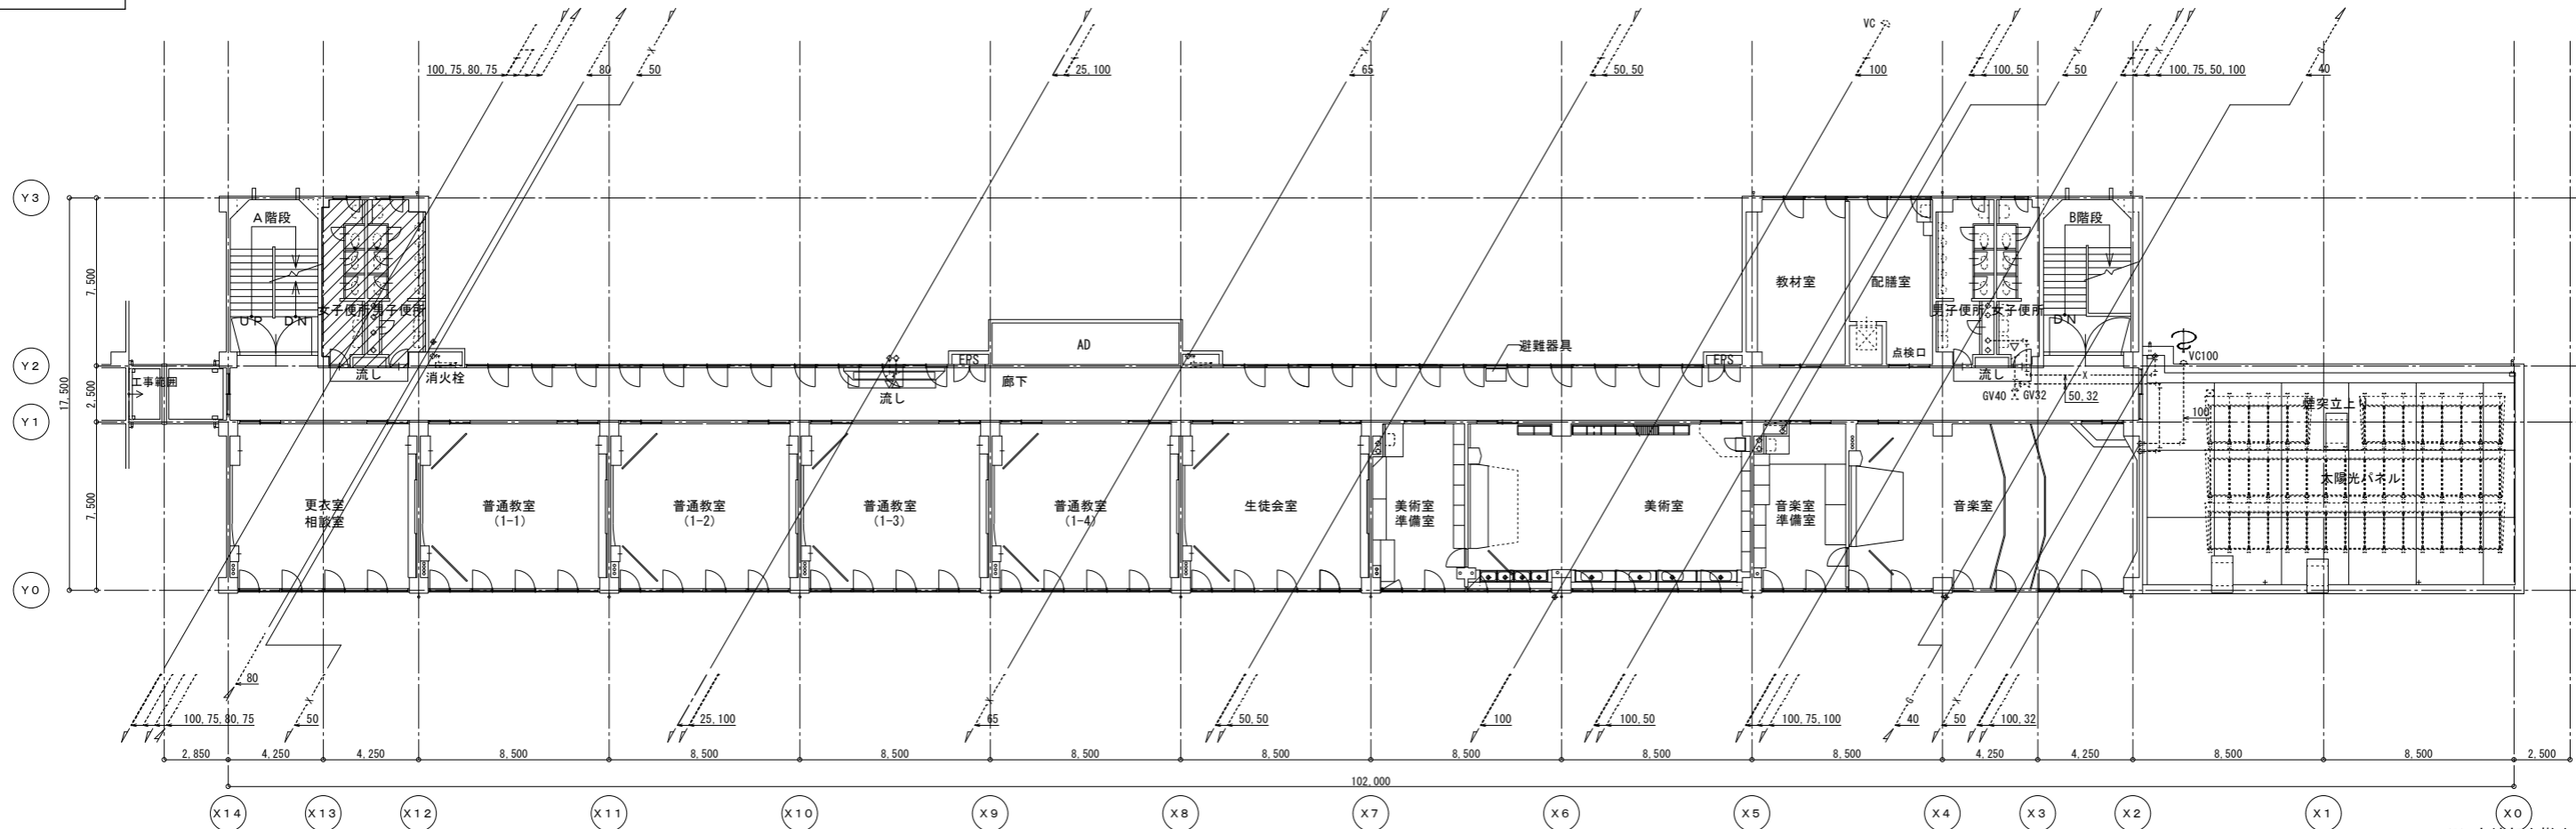 VC
100,75,80,75
80
50
25,100
65
50,50
100
100,50
50
100,75,50,100
40
Y3
A階段
B階段
7,500
教材室
配膳室
女子便所
男子便所
男子便所
女子便所
UP
DN
DN
17,500
AD
避難器具
点検口
VC100
Y2
EPS
EPS
流し
消火栓
流し
廊下
流し
工事範囲
2,500
GV40
GV32
50,32
X
100
煙突立上り
Y1
7,500
更衣室
相談室
普通教室
(1-1)
普通教室
(1-2)
普通教室
(1-3)
普通教室
(1-4)
生徒会室
美術室
準備室
美術室
音楽室
準備室
音楽室
太陽光パネル
Y0
80
100,75,80,75
50
25,100
65
50,50
100
100,50
100,75,100
40
50
100,32
2,850
4,250
4,250
8,500
8,500
8,500
8,500
8,500
8,500
8,500
8,500
4,250
4,250
8,500
8,500
2,500
102,000
X14
X13
X12
X11
X10
X9
X8
X7
X6
X5
X4
X3
X2
X1
X0